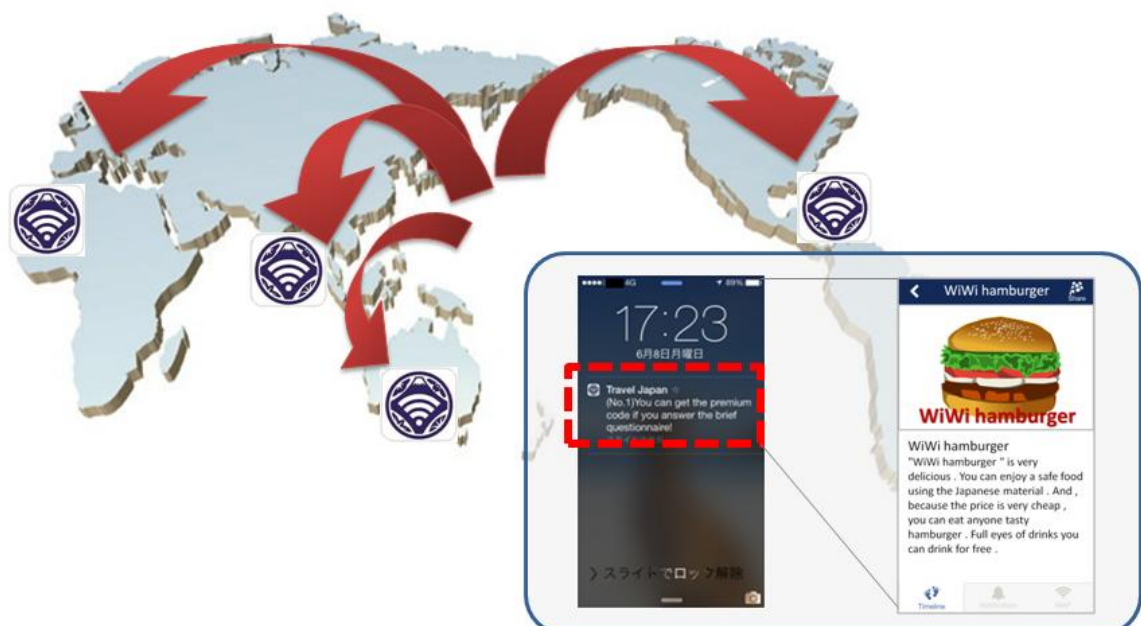 4G
89%
17:23
6月8日月曜日
Travel Japan ☆
(No.1)You can get the premium
code if you answer the brief
questionnaire!
スライドでロック解除
WiWi hamburger
Share
WiWi hamburger
WiWi hamburger
"WiWi hamburger " is very
delicious . You can enjoy a safe food
using the Japanese material . And ,
because the price is very cheap ,
you can eat anyone tasty
hamburger . Full eyes of drinks you
can drink for free .
Timeline